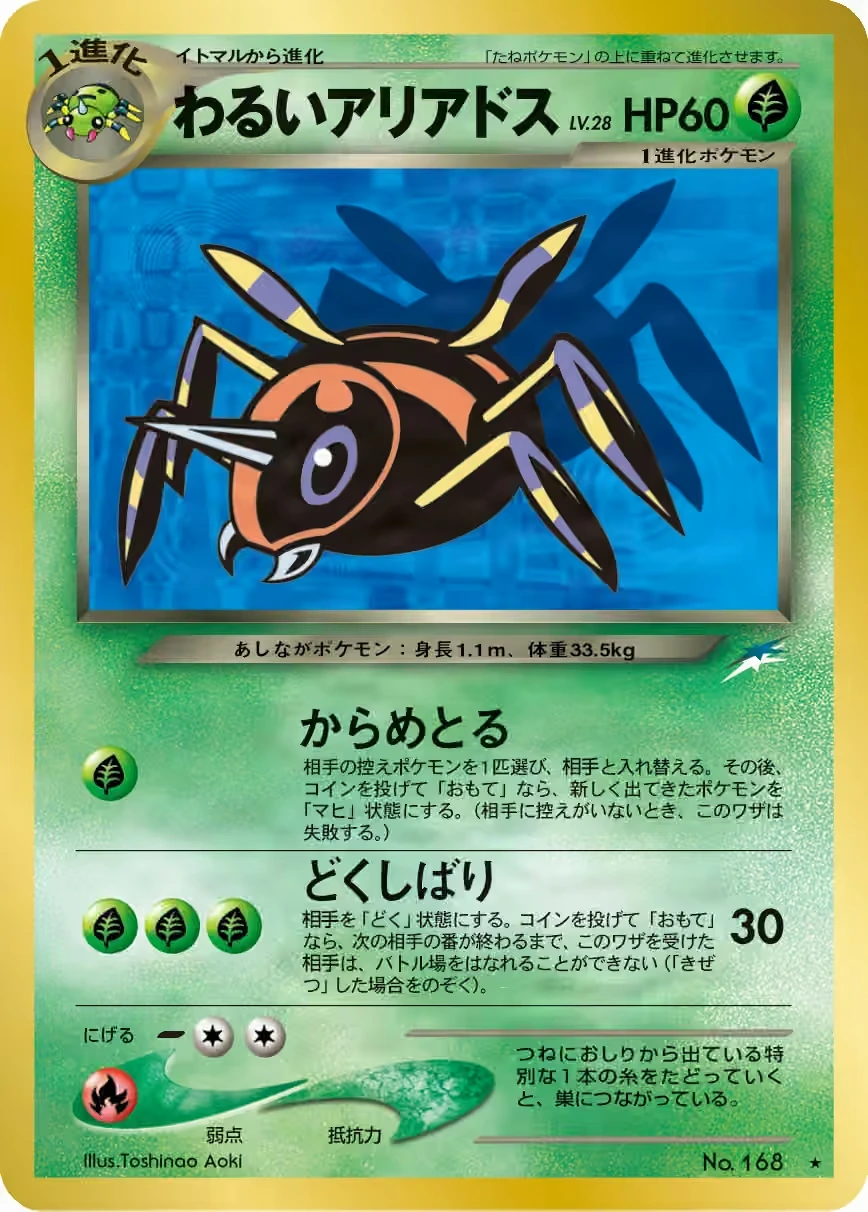 1進化
イトマルから進化
「たねポケモン」の上に重ねて進化させます。
わるいアリアドス LV.28 HP60
1進化ポケモン
あしながポケモン：身長1.1m、体重33.5kg
からめとる
相手の控えポケモンを1匹選び、相手と入れ替える。その後、
コインを投げて「おもて」なら、新しく出てきたポケモンを
「マヒ」状態にする。（相手に控えがいないとき、このワザは
失敗する。）
どくしばり
相手を「どく」状態にする。コインを投げて「おもて」
なら、次の相手の番が終わるまで、このワザを受けた
相手は、バトル場をはなれることができない（「きぜ
つ」した場合をのぞく）。
30
にげる
つねにおしりから出ている特
別な1本の糸をたどっていく
と、巣につながっている。
弱点
抵抗力
Illus.Toshinao Aoki
No. 168 ★